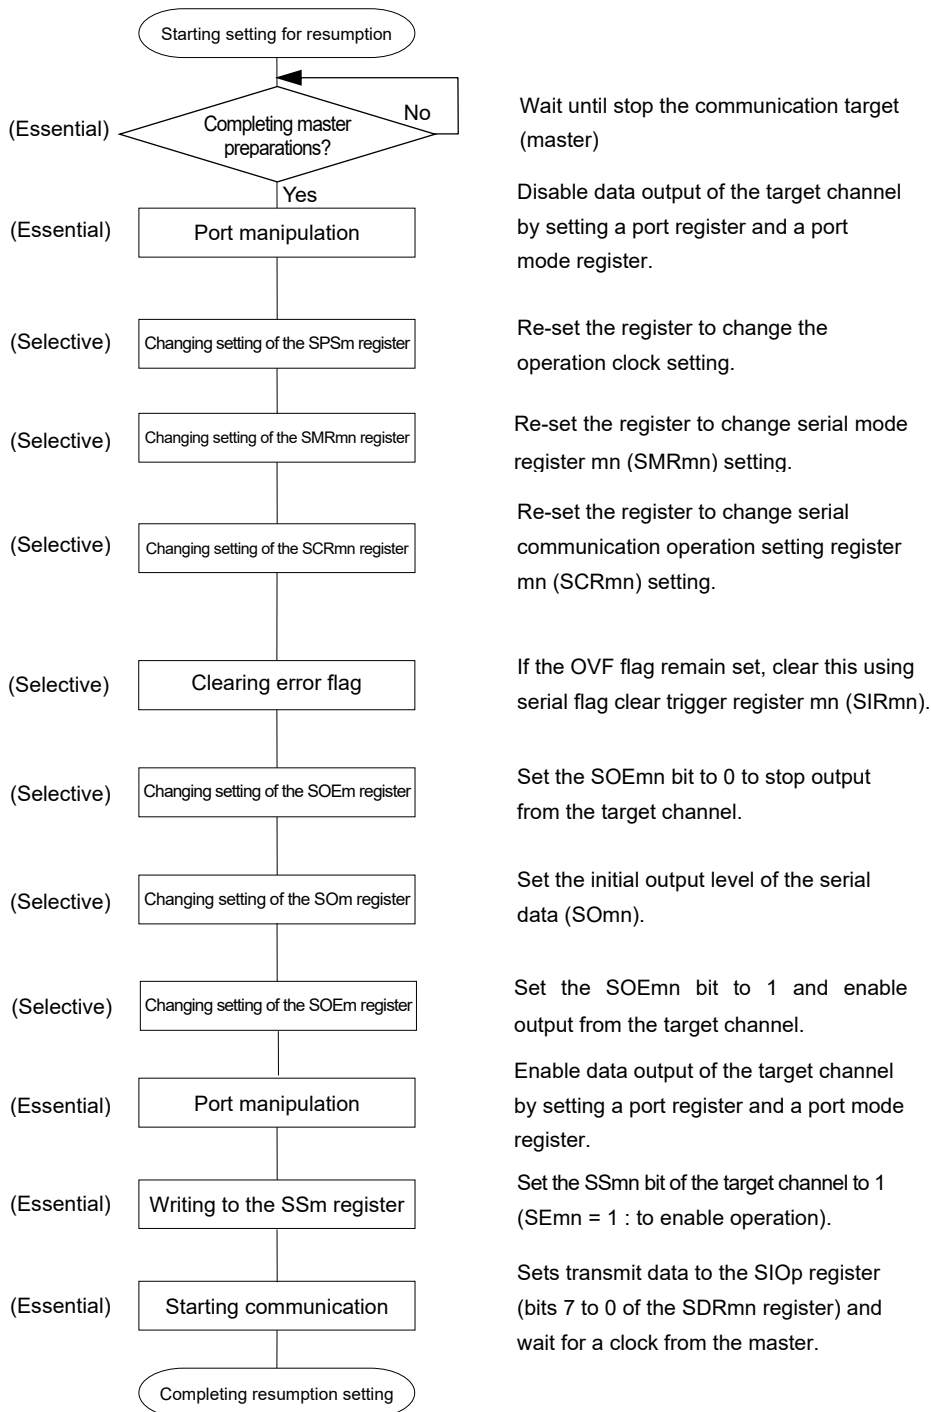 Starting setting for resumption
No
(Essential)
Completing master
preparations?
Wait until stop the communication target
(master)
Yes
(Essential)
Port manipulation
Disable data output of the target channel
by setting a port register and a port
mode register.
(Selective)
Changing setting of the SPSm register
Re-set the register to change the
operation clock setting.
(Selective)
Changing setting of the SMRmn register
Re-set the register to change serial mode
register mn (SMRmn) setting.
(Selective)
Changing setting of the SCRmn register
Re-set the register to change serial
communication operation setting register
mn (SCRmn) setting.
(Selective)
Clearing error flag
If the OVF flag remain set, clear this using
serial flag clear trigger register mn (SIRmn).
(Selective)
Changing setting of the SOEm register
Set the SOEmn bit to 0 to stop output
from the target channel.
(Selective)
Changing setting of the SOm register
Set the initial output level of the serial
data (SOmn).
(Selective)
Changing setting of the SOEm register
Set the SOEmn bit to 1 and enable
output from the target channel.
(Essential)
Port manipulation
Enable data output of the target channel
by setting a port register and a port mode
register.
(Essential)
Writing to the SSm register
Set the SSmn bit of the target channel to 1
(SEmn = 1 : to enable operation).
(Essential)
Starting communication
Sets transmit data to the SIOp register
(bits 7 to 0 of the SDRmn register) and
wait for a clock from the master.
Completing resumption setting